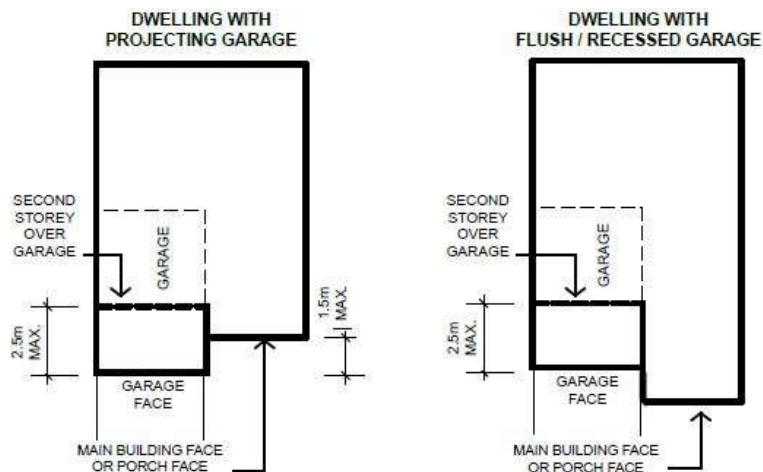 DWELLING WITH
PROJECTING GARAGE
SECOND
STOREY
OVER
GARAGE
GARAGE
2.5m
MAX.
1.5m
MAX.
GARAGE
FACE
MAIN BUILDING FACE
OR PORCH FACE
DWELLING WITH
FLUSH / RECESSED GARAGE
SECOND
STOREY
OVER
GARAGE
GARAGE
2.5m
MAX.
GARAGE
FACE
MAIN BUILDING FACE
OR PORCH FACE